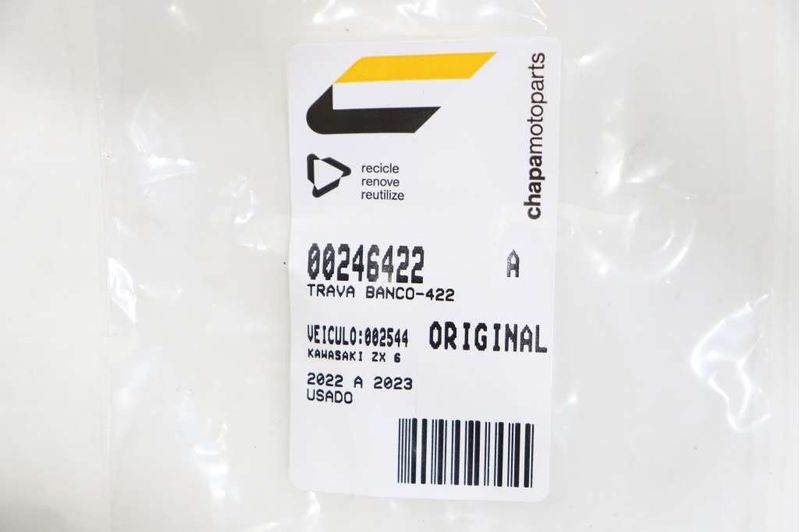 chapamotoparts
recicle
renove
reutilize
00246422 A
TRAVA BANCO-422
VEICULO:002544 ORIGINAL
KAWASAKI ZX 6
2022 A 2023
USADO